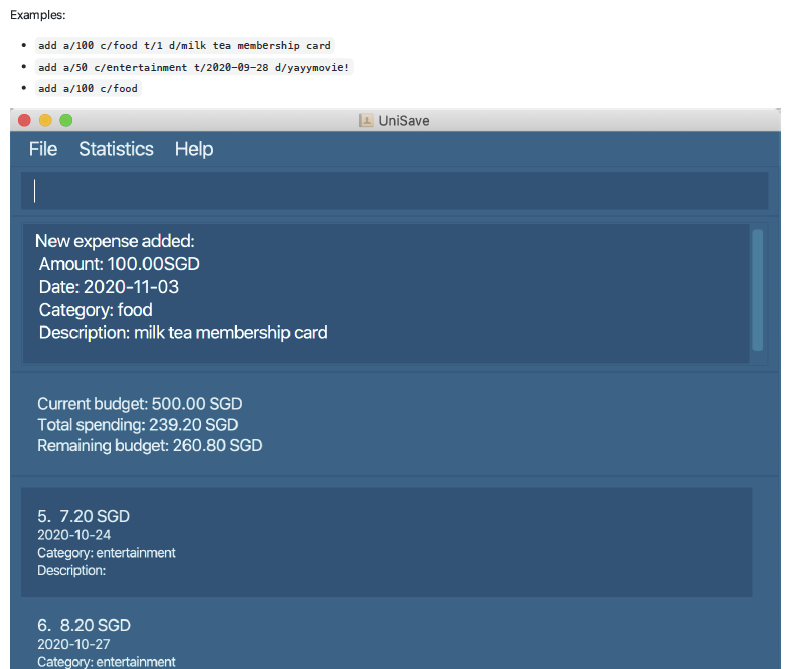 Examples:
add a/100 c/food t/1 d/milk tea membership card
add a/50 c/entertainment t/2020-09-28 d/yayymovie!
add a/100 c/food
UniSave
File Statistics Help
New expense added:
Amount: 100.00SGD
Date: 2020-11-03
Category: food
Description: milk tea membership card
Current budget: 500.00 SGD
Total spending: 239.20 SGD
Remaining budget: 260.80 SGD
5. 7.20 SGD
2020-10-24
Category: entertainment
Description:
6. 8.20 SGD
2020-10-27
Category: entertainment